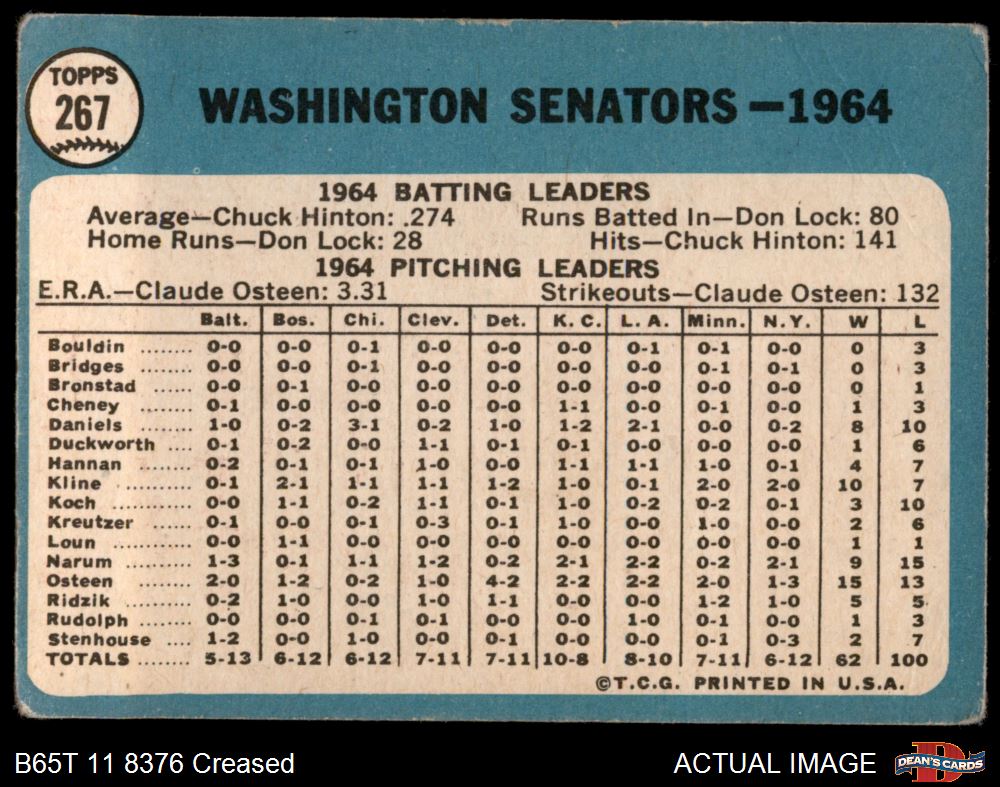 TOPPS
267
WASHINGTON SENATORS—1964
1964 BATTING LEADERS
Average—Chuck Hinton: .274 Runs Batted In—Don Lock: 80
Home Runs—Don Lock: 28 Hits—Chuck Hinton: 141
1964 PITCHING LEADERS
E.R.A.—Claude Osteen: 3.31 Strikeouts—Claude Osteen: 132
Balt. Bos. Chi. Clev. Det. K. C. L. A. Minn. N.Y. W L
Bouldin ........ 0-0 0-0 0-1 0-0 0-0 0-0 0-1 0-1 0-0 0 3
Bridges ........ 0-0 0-0 0-1 0-0 0-0 0-0 0-0 0-1 0-1 0 3
Bronstad ...... 0-0 0-1 0-0 0-0 0-0 0-0 0-0 0-0 0-0 0 1
Cheney ........ 0-1 0-0 0-0 0-0 0-0 1-1 0-0 0-1 0-0 1 3
Daniels ........ 1-0 0-2 3-1 0-2 1-0 1-2 2-1 0-0 0-2 8 10
Duckworth .... 0-1 0-2 0-0 1-1 0-1 0-1 0-0 0-0 0-0 1 6
Hannan ........ 0-2 0-1 0-1 1-0 0-0 1-1 1-1 1-0 0-1 4 7
Kline .......... 0-1 2-1 1-1 1-1 1-2 1-0 0-1 2-0 2-0 10 7
Koch .......... 0-0 1-1 0-2 1-1 0-1 1-0 0-2 0-2 0-1 3 10
Kreutzer ...... 0-1 0-0 0-1 0-3 0-1 1-0 0-0 1-0 0-0 2 6
Loun ........... 0-0 1-1 0-0 0-0 0-0 0-0 0-0 0-0 0-0 1 1
Narum ........ 1-3 0-1 1-1 1-2 0-2 2-1 2-2 0-2 2-1 9 15
Osteen ........ 2-0 1-2 0-2 1-0 4-2 2-2 2-2 2-0 1-3 15 13
Ridzik .......... 0-2 1-0 0-0 1-0 1-1 0-0 0-0 1-2 1-0 5 5
Rudolph ...... 0-0 0-0 0-1 0-1 0-0 0-0 1-0 0-1 0-0 1 3
Stenhouse .... 1-2 0-0 1-0 0-0 0-1 0-0 0-0 0-1 0-3 2 7
TOTALS ........ 5-13 6-12 6-12 7-11 7-11 10-8 8-10 7-11 6-12 62 100
©T.C.G. PRINTED IN U.S.A.
B65T 11 8376 Creased ACTUAL IMAGE
D
DEAN'S CARDS